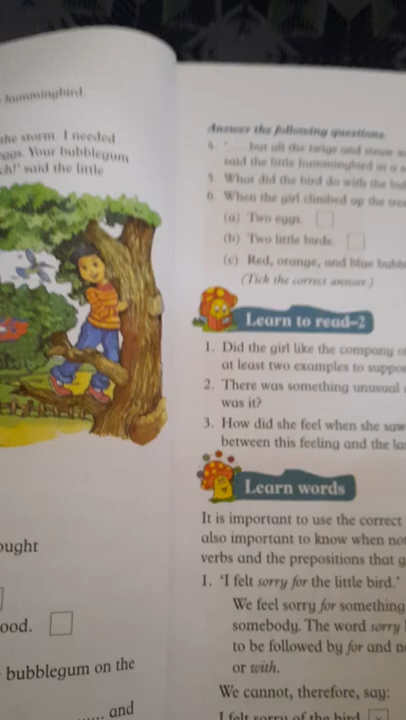 hummingbird
the storm. I needed
eggs. Your bubblegum
ch!' said the little
ought
ood.
bubblegum on the
..... and
Answer the following questions.
4. '..... but all the twigs and straw
said the little hummingbird in a
5. What did the bird do with the
6. When the girl climbed up the
(a) Two eggs.
(b) Two little birds.
(c) Red, orange, and blue
(Tick the correct answer.)
Learn to read–2
1. Did the girl like the company
at least two examples to
2. There was something unusual
was it?
3. How did she feel when she saw
between this feeling and the
Learn words
It is important to use the correct
also important to know when
verbs and the prepositions that
1. 'I felt sorry for the little bird.'
We feel sorry for something
somebody. The word sorry
to be followed by for and
or with.
We cannot, therefore, say:
I felt sorry of the bird